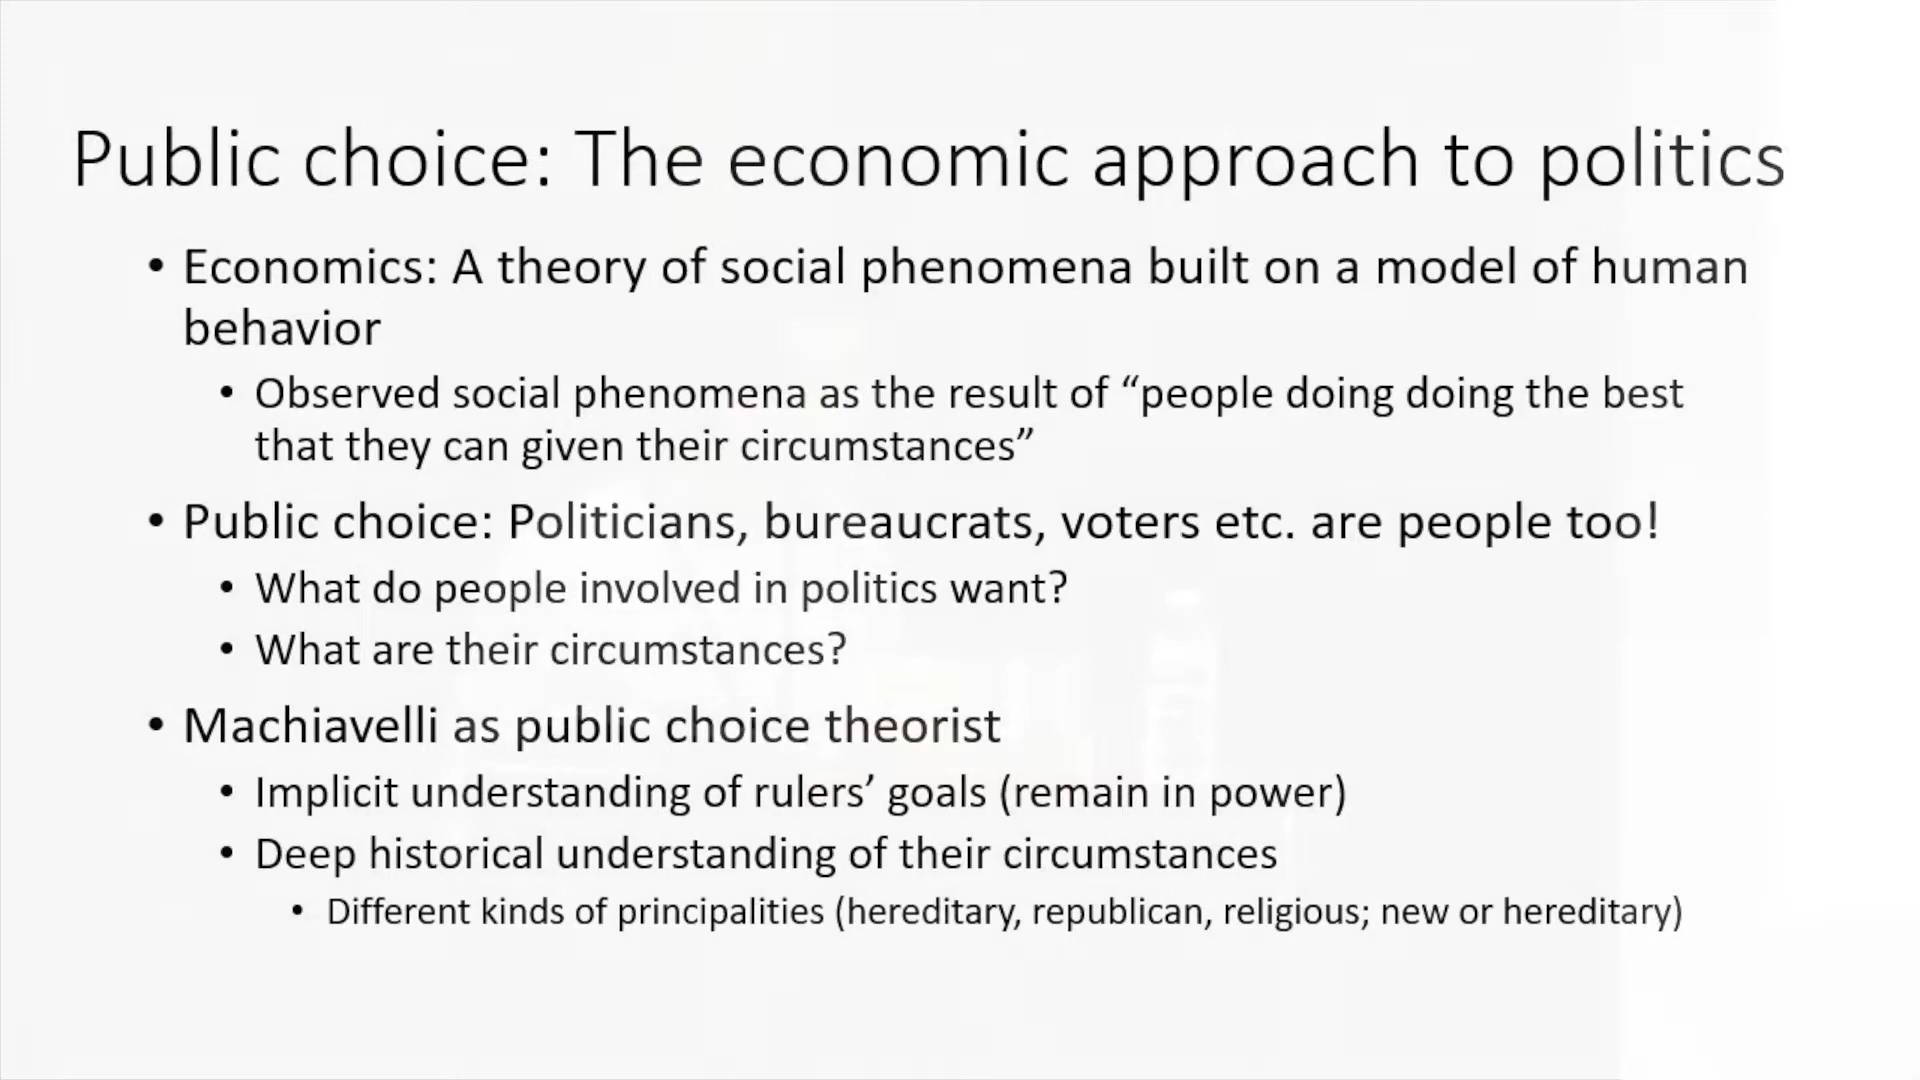 Public choice: The economic approach to politics
• Economics: A theory of social phenomena built on a model of human
behavior
• Observed social phenomena as the result of “people doing doing the best
that they can given their circumstances”
• Public choice: Politicians, bureaucrats, voters etc. are people too!
• What do people involved in politics want?
• What are their circumstances?
• Machiavelli as public choice theorist
• Implicit understanding of rulers’ goals (remain in power)
• Deep historical understanding of their circumstances
• Different kinds of principalities (hereditary, republican, religious; new or hereditary)